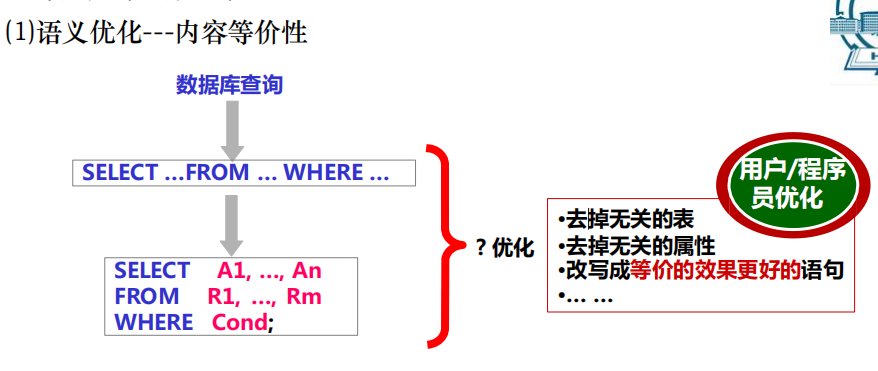 (1)语义优化---内容等价性
数据库查询
SELECT ...FROM ... WHERE ...
SELECT A1, ..., An
FROM R1, ..., Rm
WHERE Cond;
? 优化
用户/程序
员优化
•去掉无关的表
•去掉无关的属性
•改写成等价的效果更好的语句
•... ...